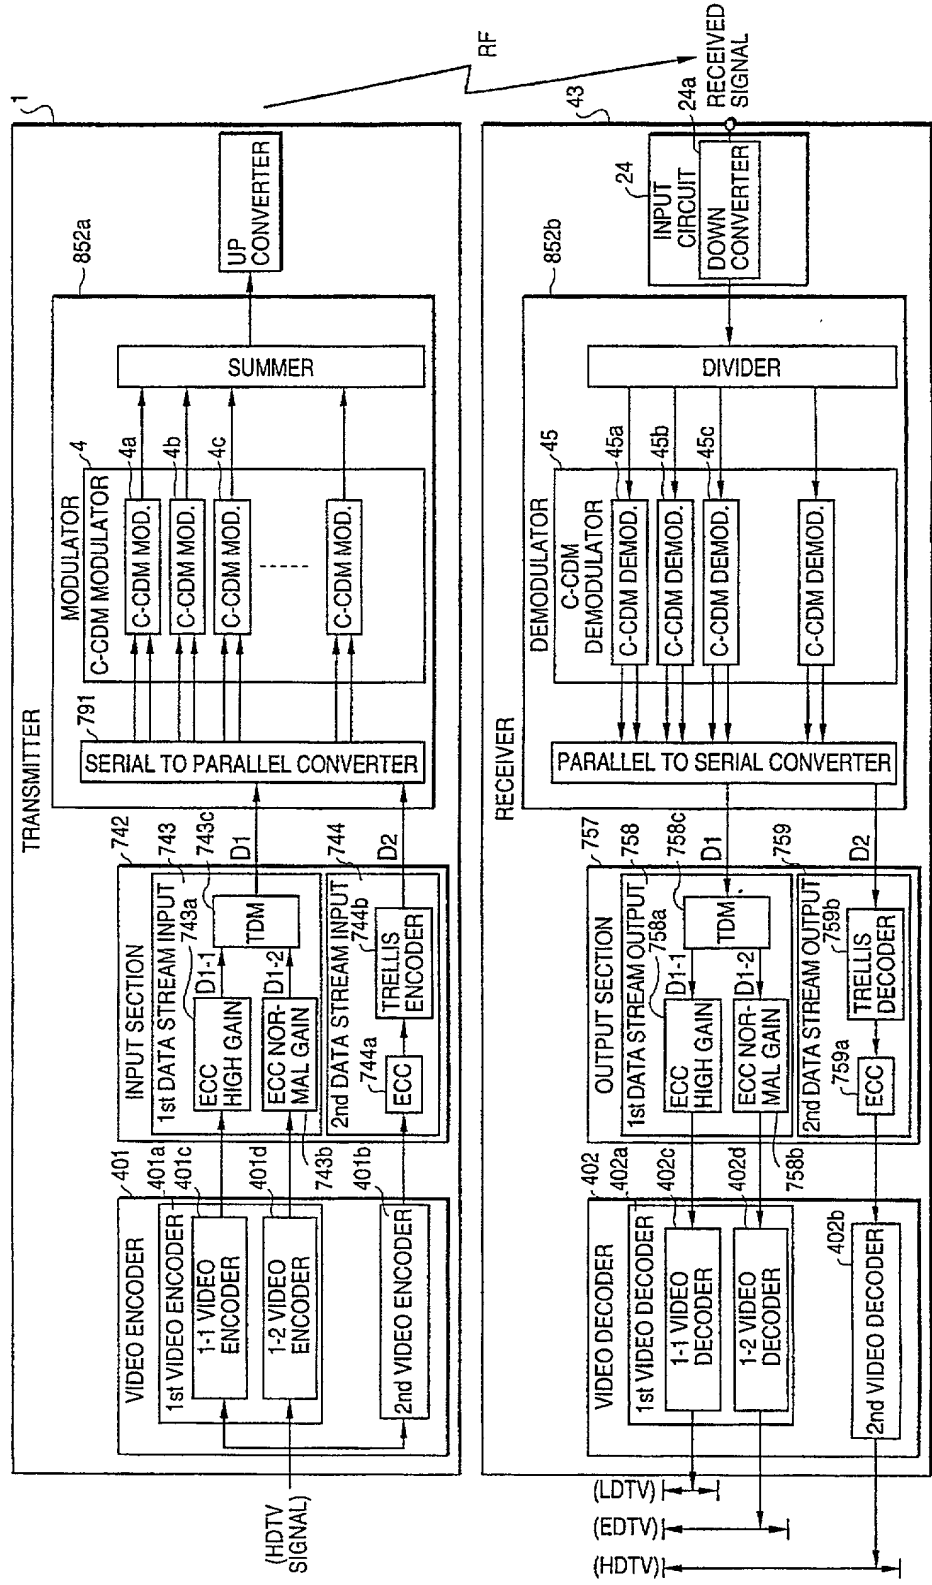 TRANSMITTER
1
(HDTV
SIGNAL)
VIDEO ENCODER
401
1st VIDEO ENCODER
401a
1-1 VIDEO
ENCODER
401c
1-2 VIDEO
ENCODER
401d
2nd VIDEO ENCODER
401b
INPUT SECTION
742
1st DATA STREAM INPUT
743
ECC
HIGH GAIN
743a
D1-1
ECC NOR-
MAL GAIN
743b
D1-2
TDM
743c
D1
2nd DATA STREAM INPUT
744
ECC
744a
TRELLIS
ENCODER
744b
D2
SERIAL TO PARALLEL CONVERTER
791
MODULATOR
C-CDM MODULATOR
4
C-CDM MOD.
4a
C-CDM MOD.
4b
C-CDM MOD.
4c
C-CDM MOD.
SUMMER
852a
UP
CONVERTER
RF
RECEIVED
SIGNAL
RECEIVER
43
INPUT
CIRCUIT
24
DOWN
CONVERTER
24a
852b
DIVIDER
DEMODULATOR
C-CDM
DEMODULATOR
45
C-CDM DEMOD.
45a
C-CDM DEMOD.
45b
C-CDM DEMOD.
45c
C-CDM DEMOD.
PARALLEL TO SERIAL CONVERTER
OUTPUT SECTION
757
1st DATA STREAM OUTPUT
758
D1
TDM
758c
D1-1
ECC
HIGH GAIN
758a
D1-2
ECC NOR-
MAL GAIN
758b
2nd DATA STREAM OUTPUT
759
D2
TRELLIS
DECODER
759b
ECC
759a
VIDEO DECODER
402
1st VIDEO DECODER
402a
1-1 VIDEO
DECODER
402c
1-2 VIDEO
DECODER
402d
2nd VIDEO DECODER
402b
(LDTV)
(EDTV)
(HDTV)